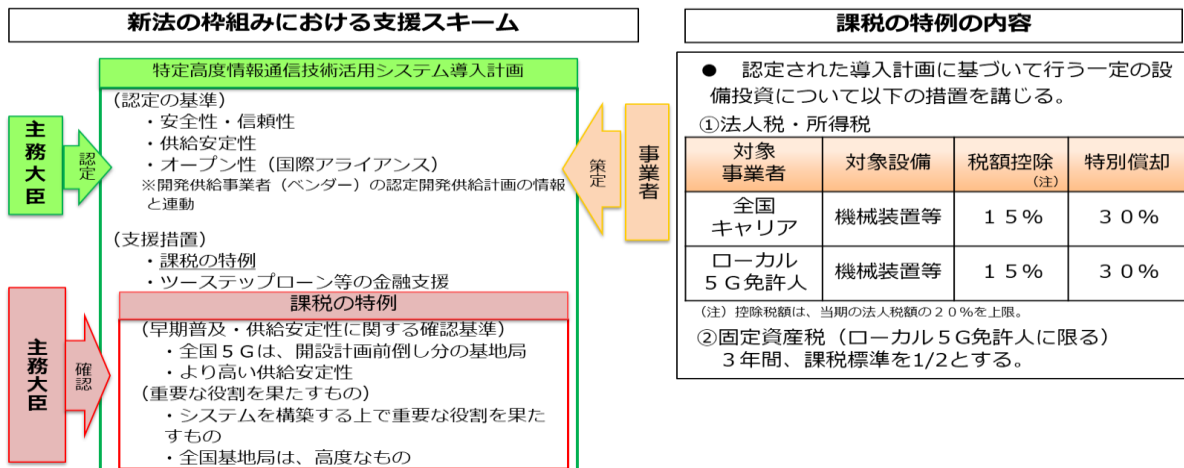 新法の枠組みにおける支援スキーム
特定高度情報通信技術活用システム導入計画
(認定の基準)
・安全性・信頼性
・供給安定性
・オープン性(国際アライアンス)
※開発供給事業者(ベンダー)の認定開発供給計画の情報
と連動
(支援措置)
・課税の特例
・ツーステップローン等の金融支援
課税の特例
(早期普及・供給安定性に関する確認基準)
・全国5Gは、開設計画前倒し分の基地局
・より高い供給安定性
(重要な役割を果たすもの)
・システムを構築する上で重要な役割を果た
すもの
・全国基地局は、高度なもの
主務大臣
認定
主務大臣
確認
策定
事業者
課税の特例の内容
● 認定された導入計画に基づいて行う一定の設
備投資について以下の措置を講じる。
①法人税・所得税
対象
事業者
対象設備
税額控除
(注)
特別償却
全国
キャリア
機械装置等
15%
30%
ローカル
5G免許人
機械装置等
15%
30%
(注)控除税額は、当期の法人税額の20%を上限。
②固定資産税(ローカル5G免許人に限る)
3年間、課税標準を1/2とする。